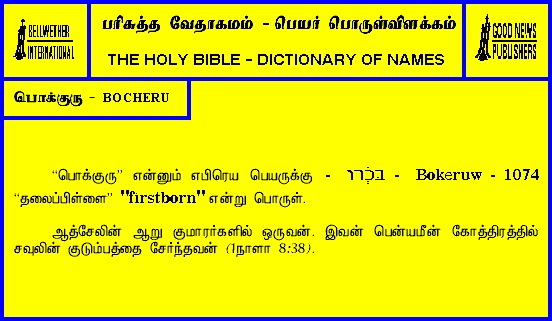 BELLWETHER
INTERNATIONAL
பரிசுத்த வேதாகமம் - பெயர் பொருள்விளக்கம்
THE HOLY BIBLE - DICTIONARY OF NAMES
GOOD NEWS
PUBLISHERS
பொக்குரு - BOCHERU
“பொக்குரு” என்னும் எபிரெய பெயருக்கு - בֹּכְרוּ - Bokeruw - 1074
“தலைப்பிள்ளை” "firstborn" என்று பொருள்.
ஆத்சேலின் ஆறு குமாரர்களில் ஒருவன். இவன் பென்யமீன் கோத்திரத்தில்
சவுலின் குடும்பத்தை சேர்ந்தவன் (1நாளா 8:38).